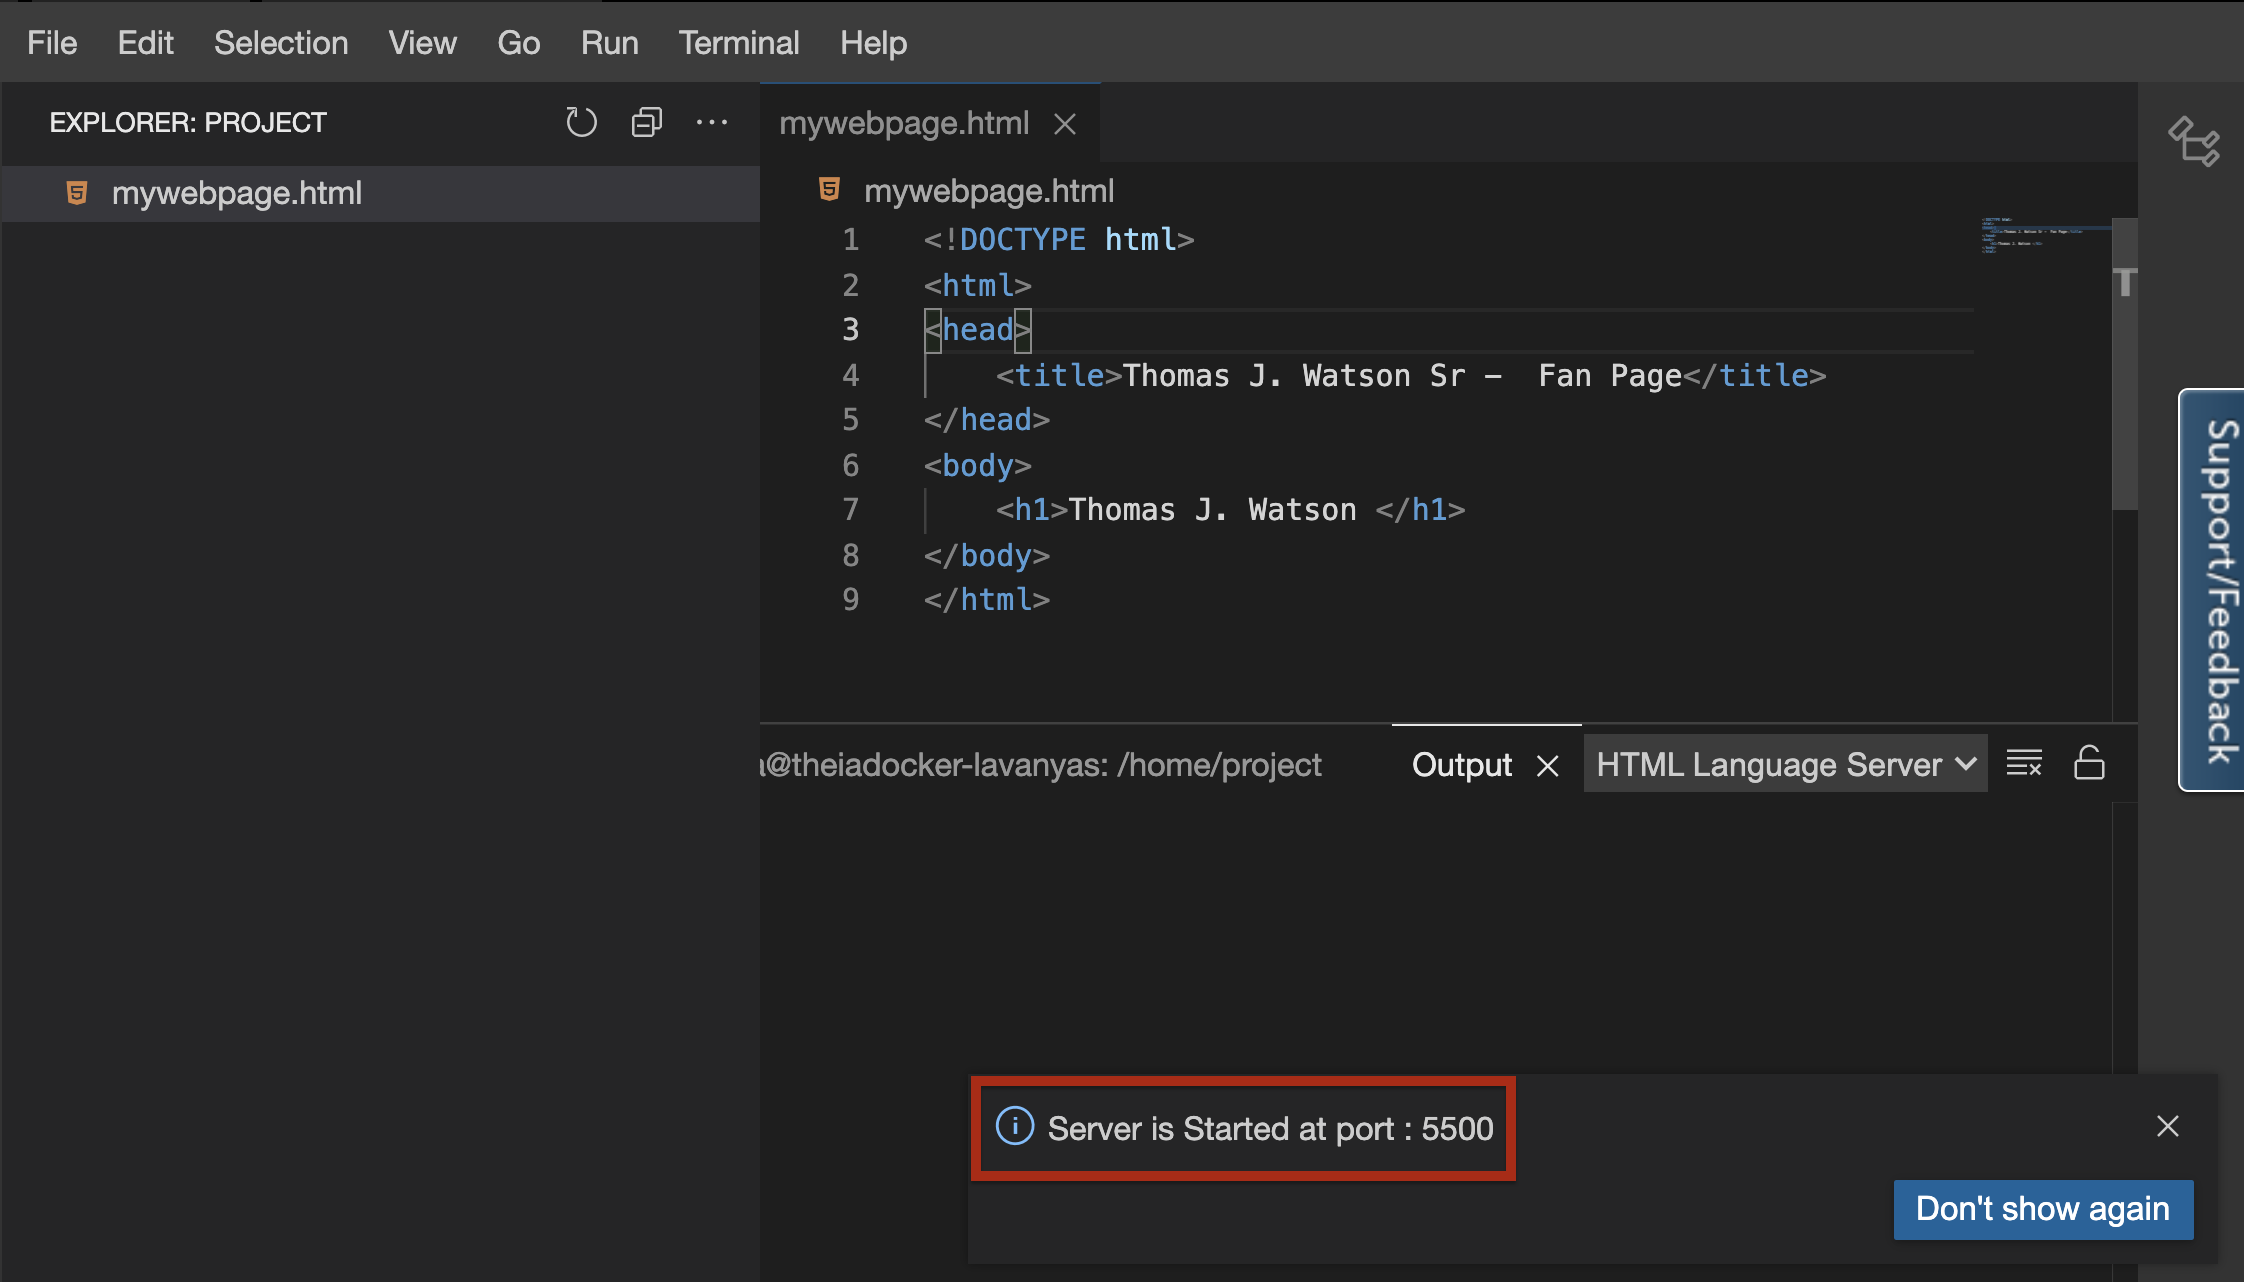 File Edit Selection View Go Run Terminal Help
EXPLORER: PROJECT
mywebpage.html
mywebpage.html
mywebpage.html
1 <!DOCTYPE html>
2 <html>
3 <head>
4 <title>Thomas J. Watson Sr -  Fan Page</title>
5 </head>
6 <body>
7 <h1>Thomas J. Watson </h1>
8 </body>
9 </html>
Support/Feedback
@theiadocker-lavanyas: /home/project
Output
HTML Language Server
Server is Started at port : 5500
Don't show again